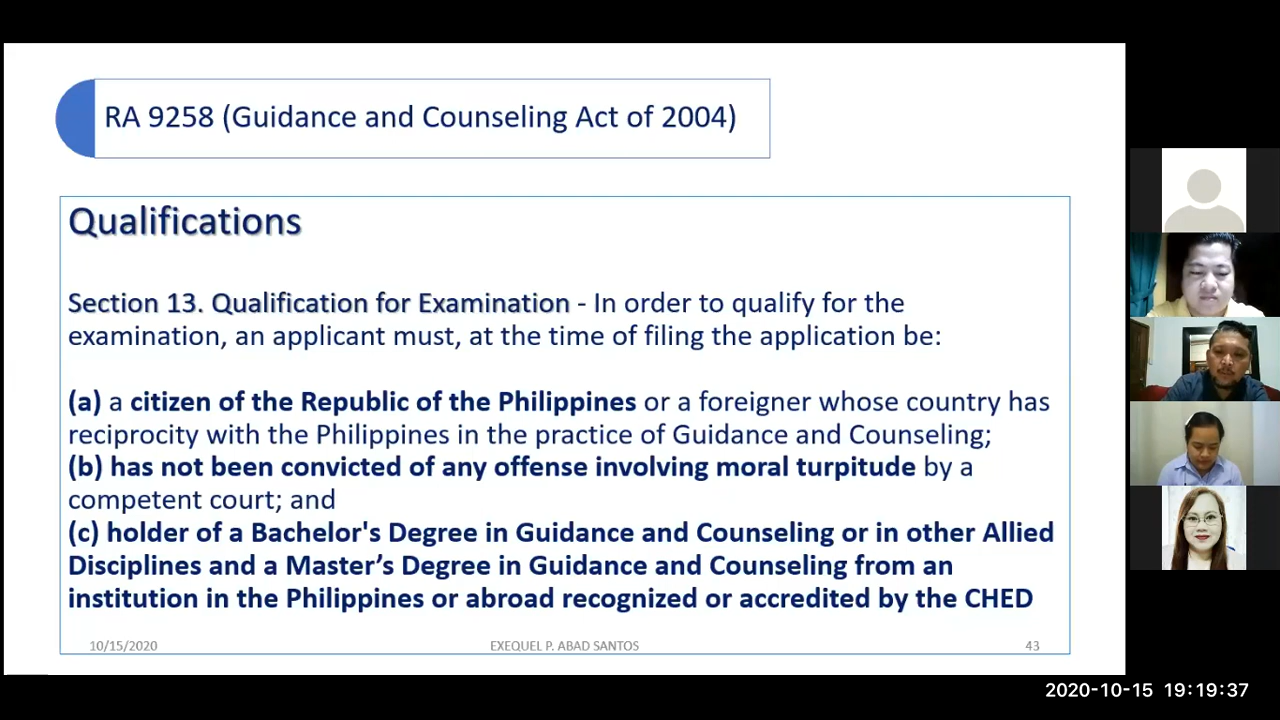 RA 9258 (Guidance and Counseling Act of 2004)
Qualifications
Section 13. Qualification for Examination - In order to qualify for the
examination, an applicant must, at the time of filing the application be:
(a) a citizen of the Republic of the Philippines or a foreigner whose country has
reciprocity with the Philippines in the practice of Guidance and Counseling;
(b) has not been convicted of any offense involving moral turpitude by a
competent court; and
(c) holder of a Bachelor's Degree in Guidance and Counseling or in other Allied
Disciplines and a Master’s Degree in Guidance and Counseling from an
institution in the Philippines or abroad recognized or accredited by the CHED
10/15/2020 EXEQUEL P. ABAD SANTOS 43
2020-10-15 19:19:37